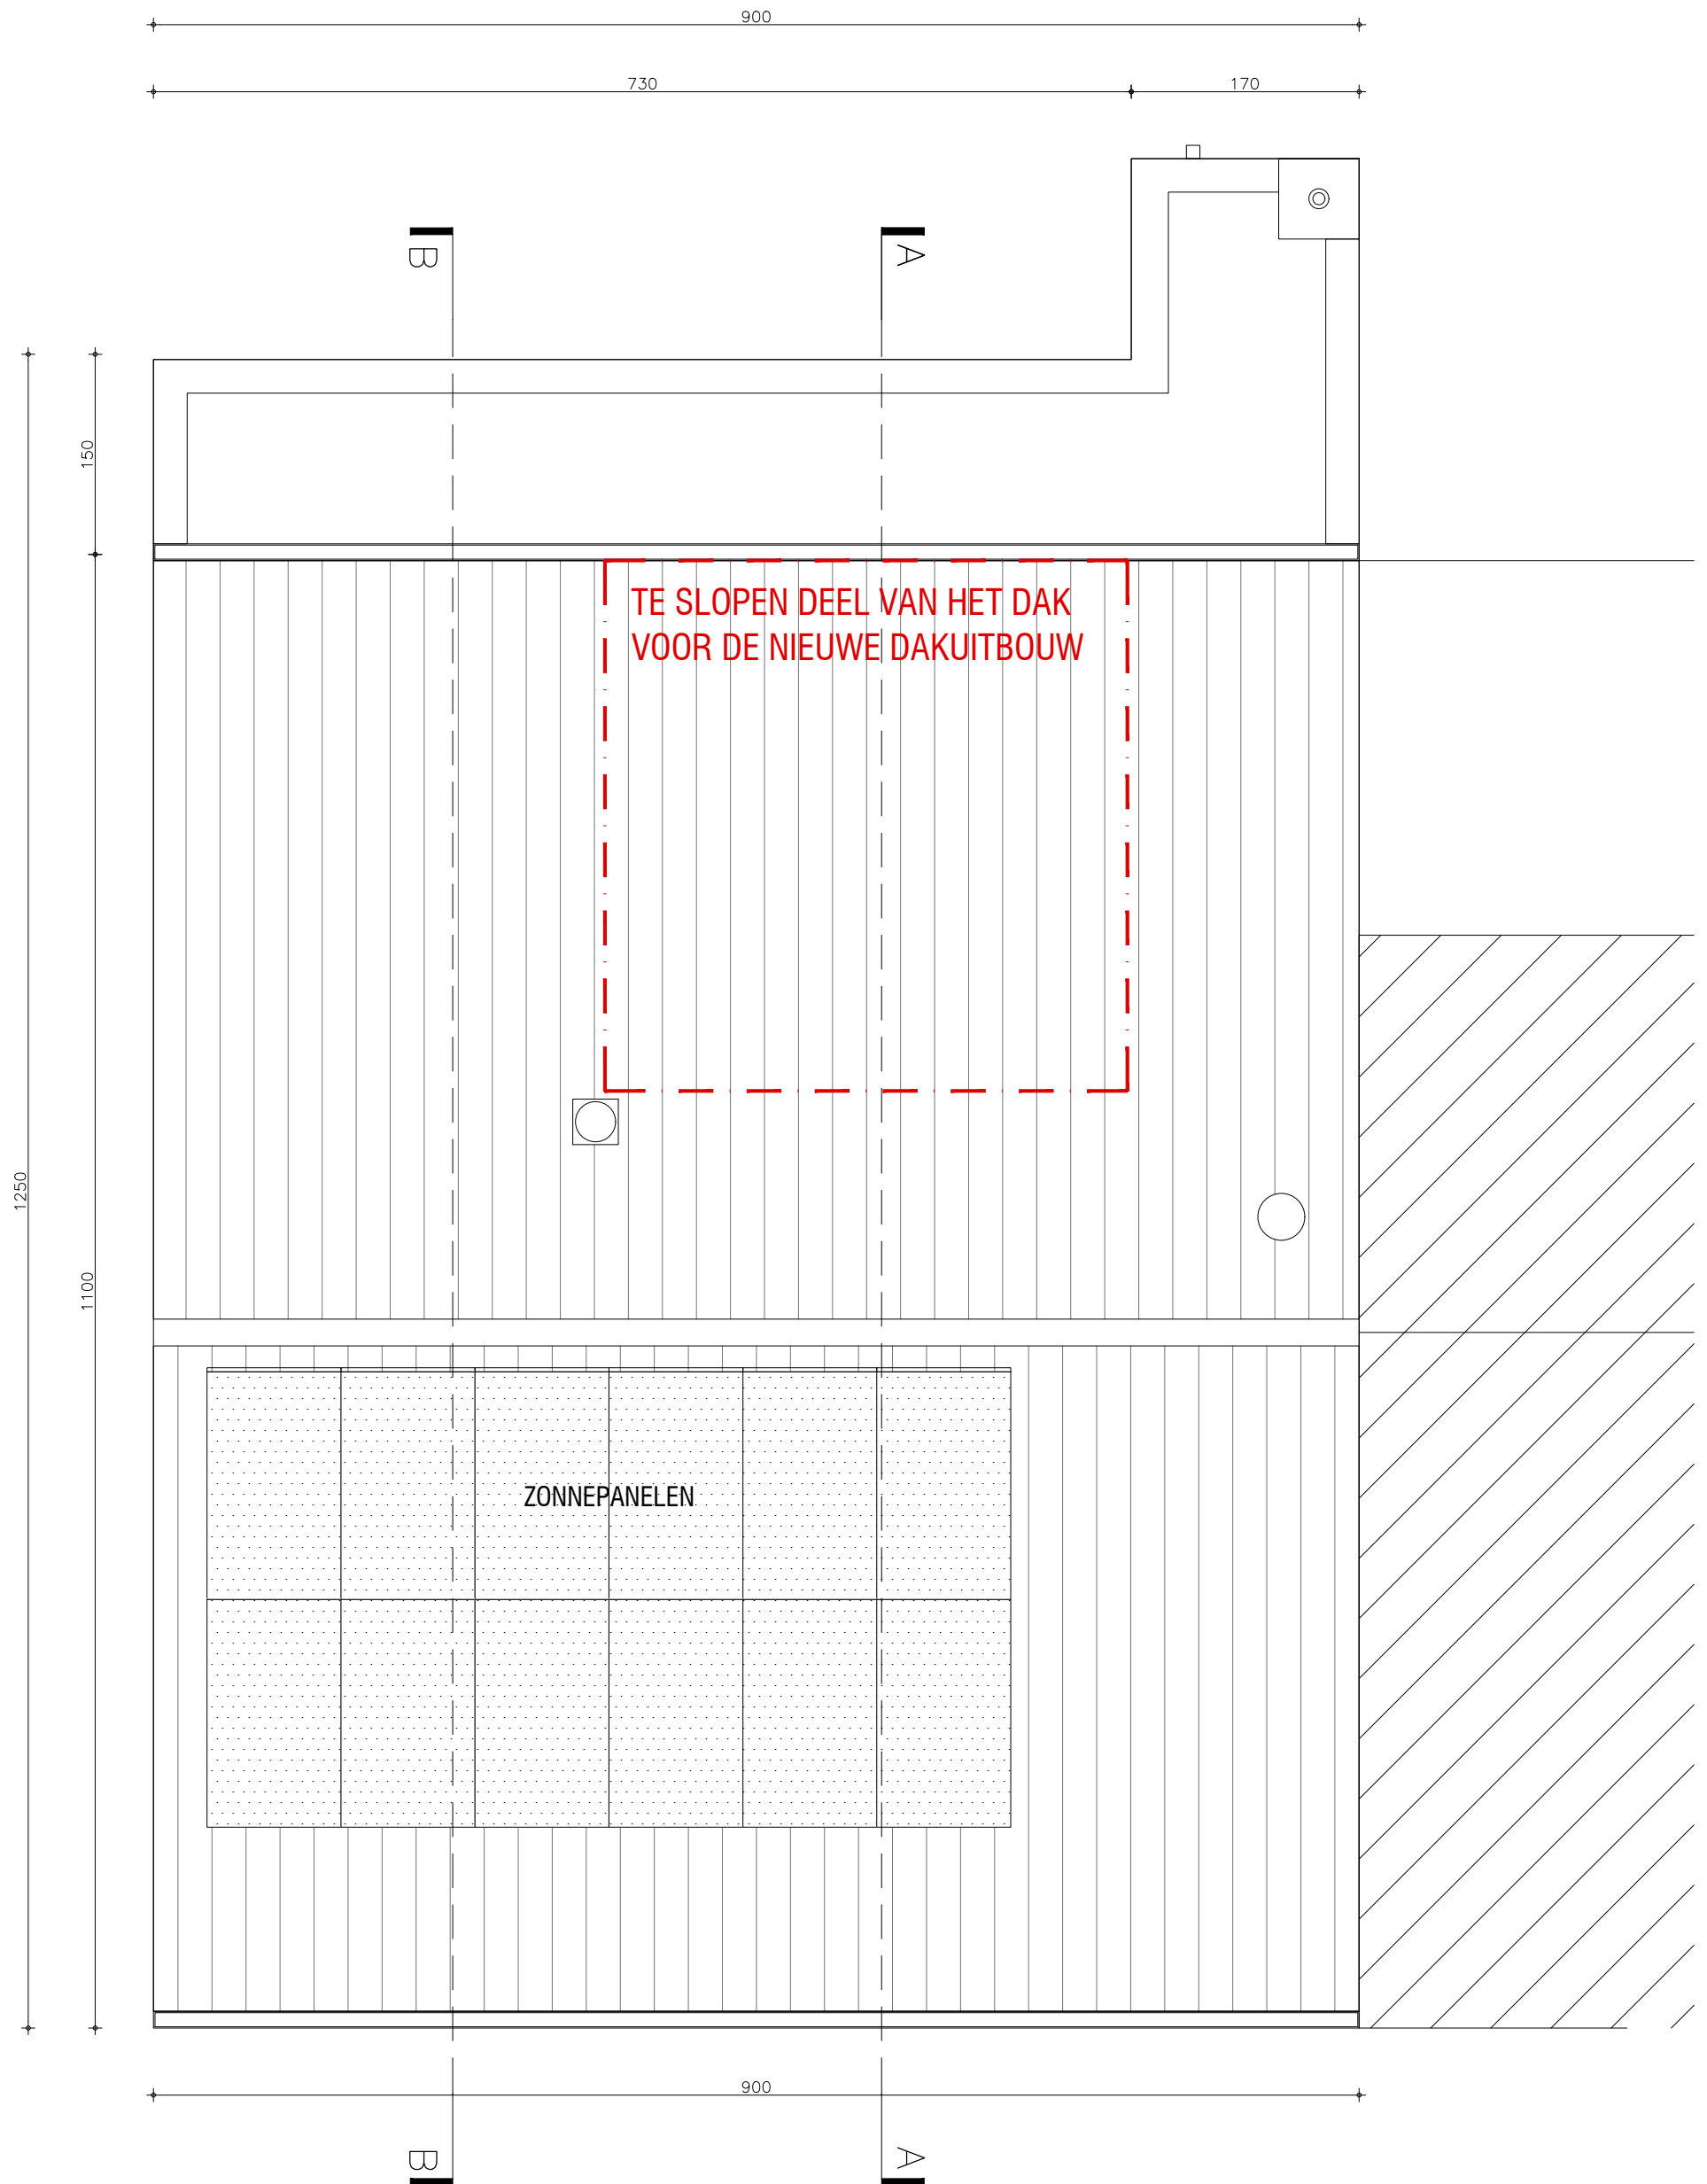 900
730
170
B
A
150
TE SLOPEN DEEL VAN HET DAK
VOOR DE NIEUWE DAKUITBOUW
1250
1100
ZONNEPANELEN
900
B
A